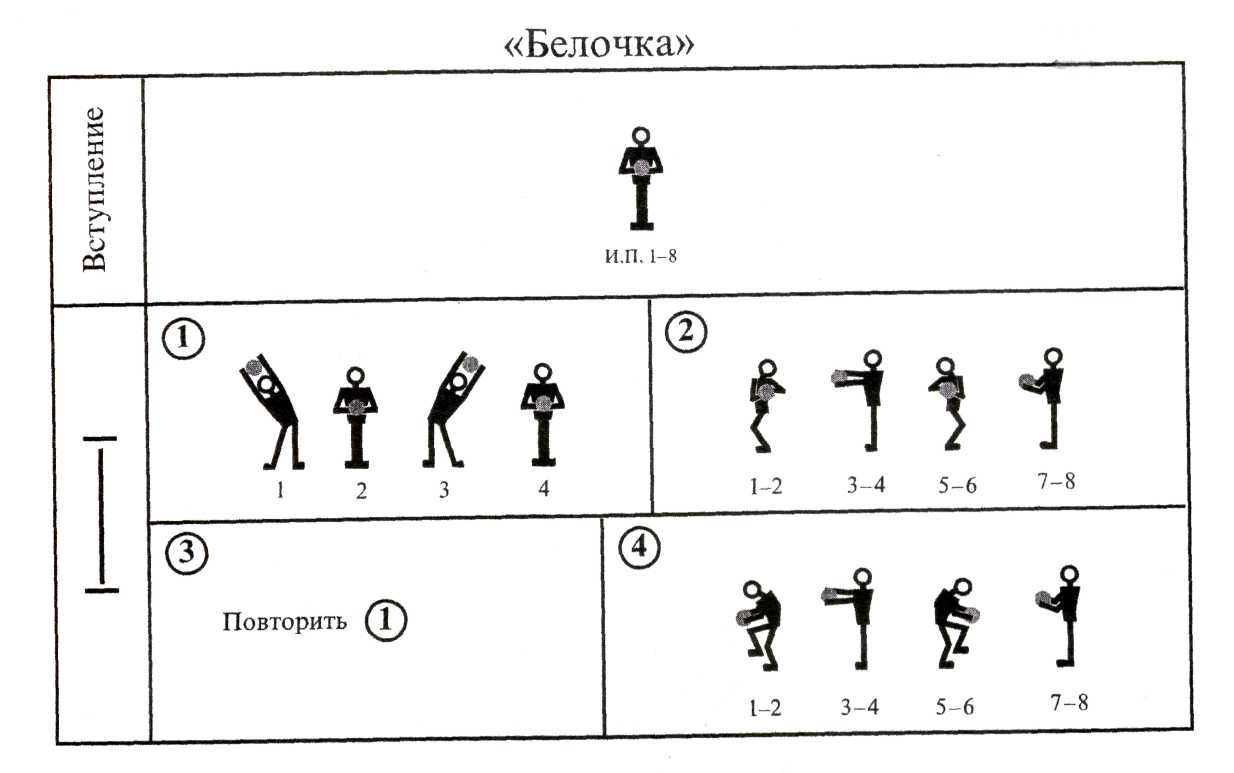 «Белочка»
Вступление
И.П. 1–8
1
1 2 3 4
2
1–2 3–4 5–6 7–8
I
3
Повторить 1
4
1–2 3–4 5–6 7–8